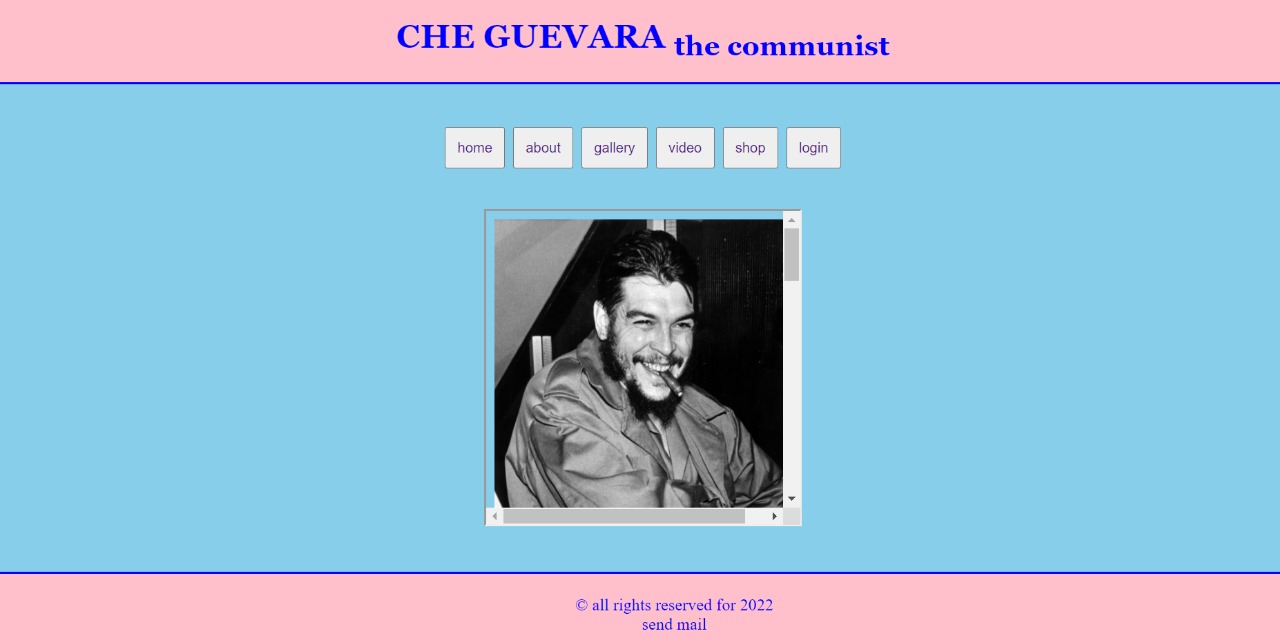 CHE GUEVARA the communist
home about gallery video shop login
© all rights reserved for 2022
send mail